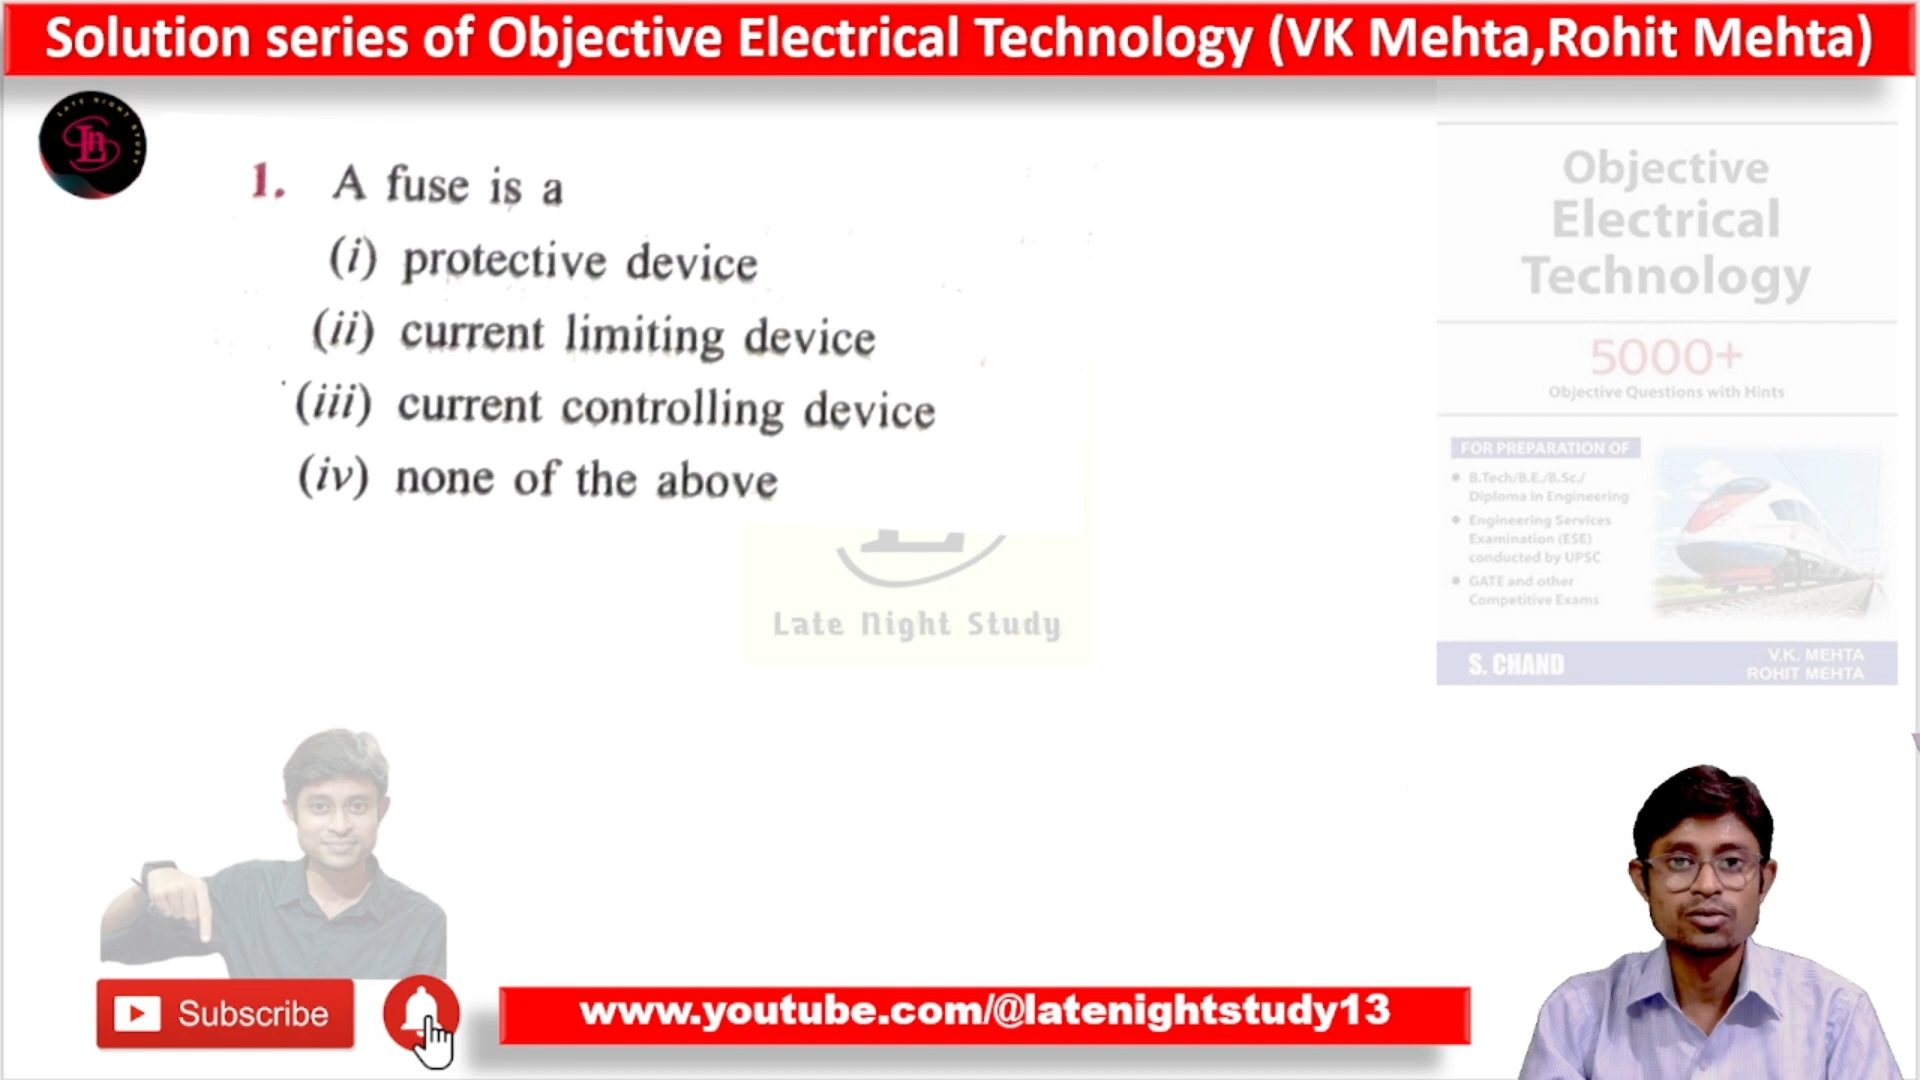 Solution series of Objective Electrical Technology (VK Mehta,Rohit Mehta)
LATE NIGHT STUDY
1. A fuse is a
(i) protective device
(ii) current limiting device
(iii) current controlling device
(iv) none of the above
Late Night Study
Objective
Electrical
Technology
5000+
Objective Questions with Hints
FOR PREPARATION OF
• B.Tech/B.E./B.Sc./
Diploma in Engineering
• Engineering Services
Examination (ESE)
conducted by UPSC
• GATE and other
Competitive Exams
S. CHAND
V.K. MEHTA
ROHIT MEHTA
Subscribe
www.youtube.com/@latenightstudy13